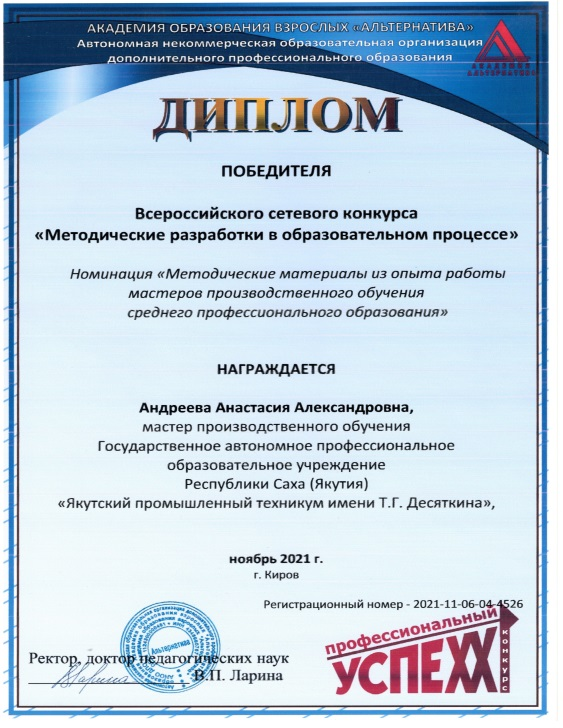 АКАДЕМИЯ ОБРАЗОВАНИЯ ВЗРОСЛЫХ «АЛЬТЕРНАТИВА»
Автономная некоммерческая образовательная организация
дополнительного профессионального образования
АКАДЕМИЯ
АЛЬТЕРНАТИВА
ДИПЛОМ
ПОБЕДИТЕЛЯ
Всероссийского сетевого конкурса
«Методические разработки в образовательном процессе»
Номинация «Методические материалы из опыта работы
мастеров производственного обучения
среднего профессионального образования»
НАГРАЖДАЕТСЯ
Андреева Анастасия Александровна,
мастер производственного обучения
Государственное автономное профессиональное
образовательное учреждение
Республики Саха (Якутия)
«Якутский промышленный техникум имени Т.Г. Десяткина»,
ноябрь 2021 г.
г. Киров
Регистрационный номер - 2021-11-06-04-4526
Альтернатива
Ректор, доктор педагогических наук
В.П. Ларина
профессиональный
УСПЕХ
конкурс